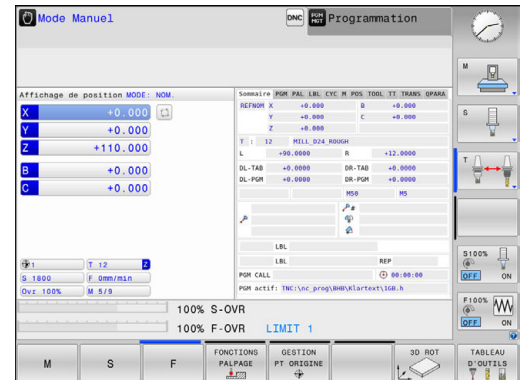 Mode Manuel
DNC
PGM MGT
Programmation
Affichage de position MODE: NOM.
X +0.000
Y +0.000
Z +110.000
B +0.000
C +0.000
1
T 12 Z
S 1800
F 0mm/min
Ovr 100%
M 5/9
Sommaire PGM PAL LBL CYC M POS TOOL TT TRANS QPARA
REFNOM X +0.000 B +0.000
Y +0.000 C +0.000
Z +0.000
T : 12 MILL_D24_ROUGH
L +90.0000 R +12.0000
DL-TAB +0.0000 DR-TAB +0.0000
DL-PGM +0.0000 DR-PGM +0.0000
M50 M5
P #
P
LBL
LBL REP
PGM CALL 00:00:00
PGM actif: TNC:\nc_prog\BHB\Klartext\1GB.h
100% S-OVR
100% F-OVR LIMIT 1
M
S
T
S100%
OFF ON
F100% W
OFF ON
M
S
F
FONCTIONS PALPAGE
GESTION PT ORIGINE
3D ROT
TABLEAU D'OUTILS